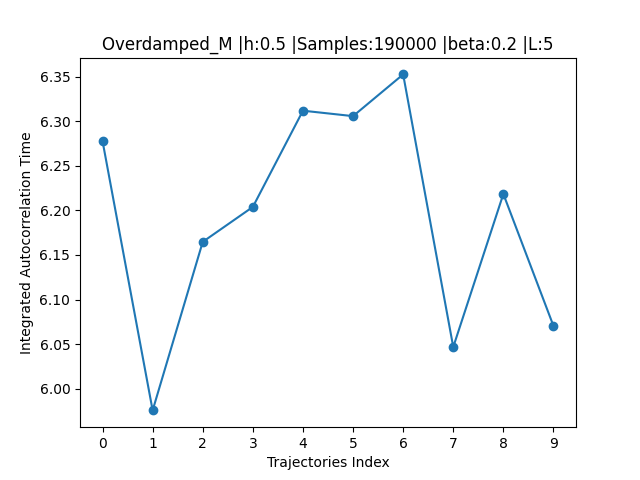 Overdamped_M |h:0.5 |Samples:190000 |beta:0.2 |L:5
Integrated Autocorrelation Time
6.35
6.30
6.25
6.20
6.15
6.10
6.05
6.00
0 1 2 3 4 5 6 7 8 9
Trajectories Index